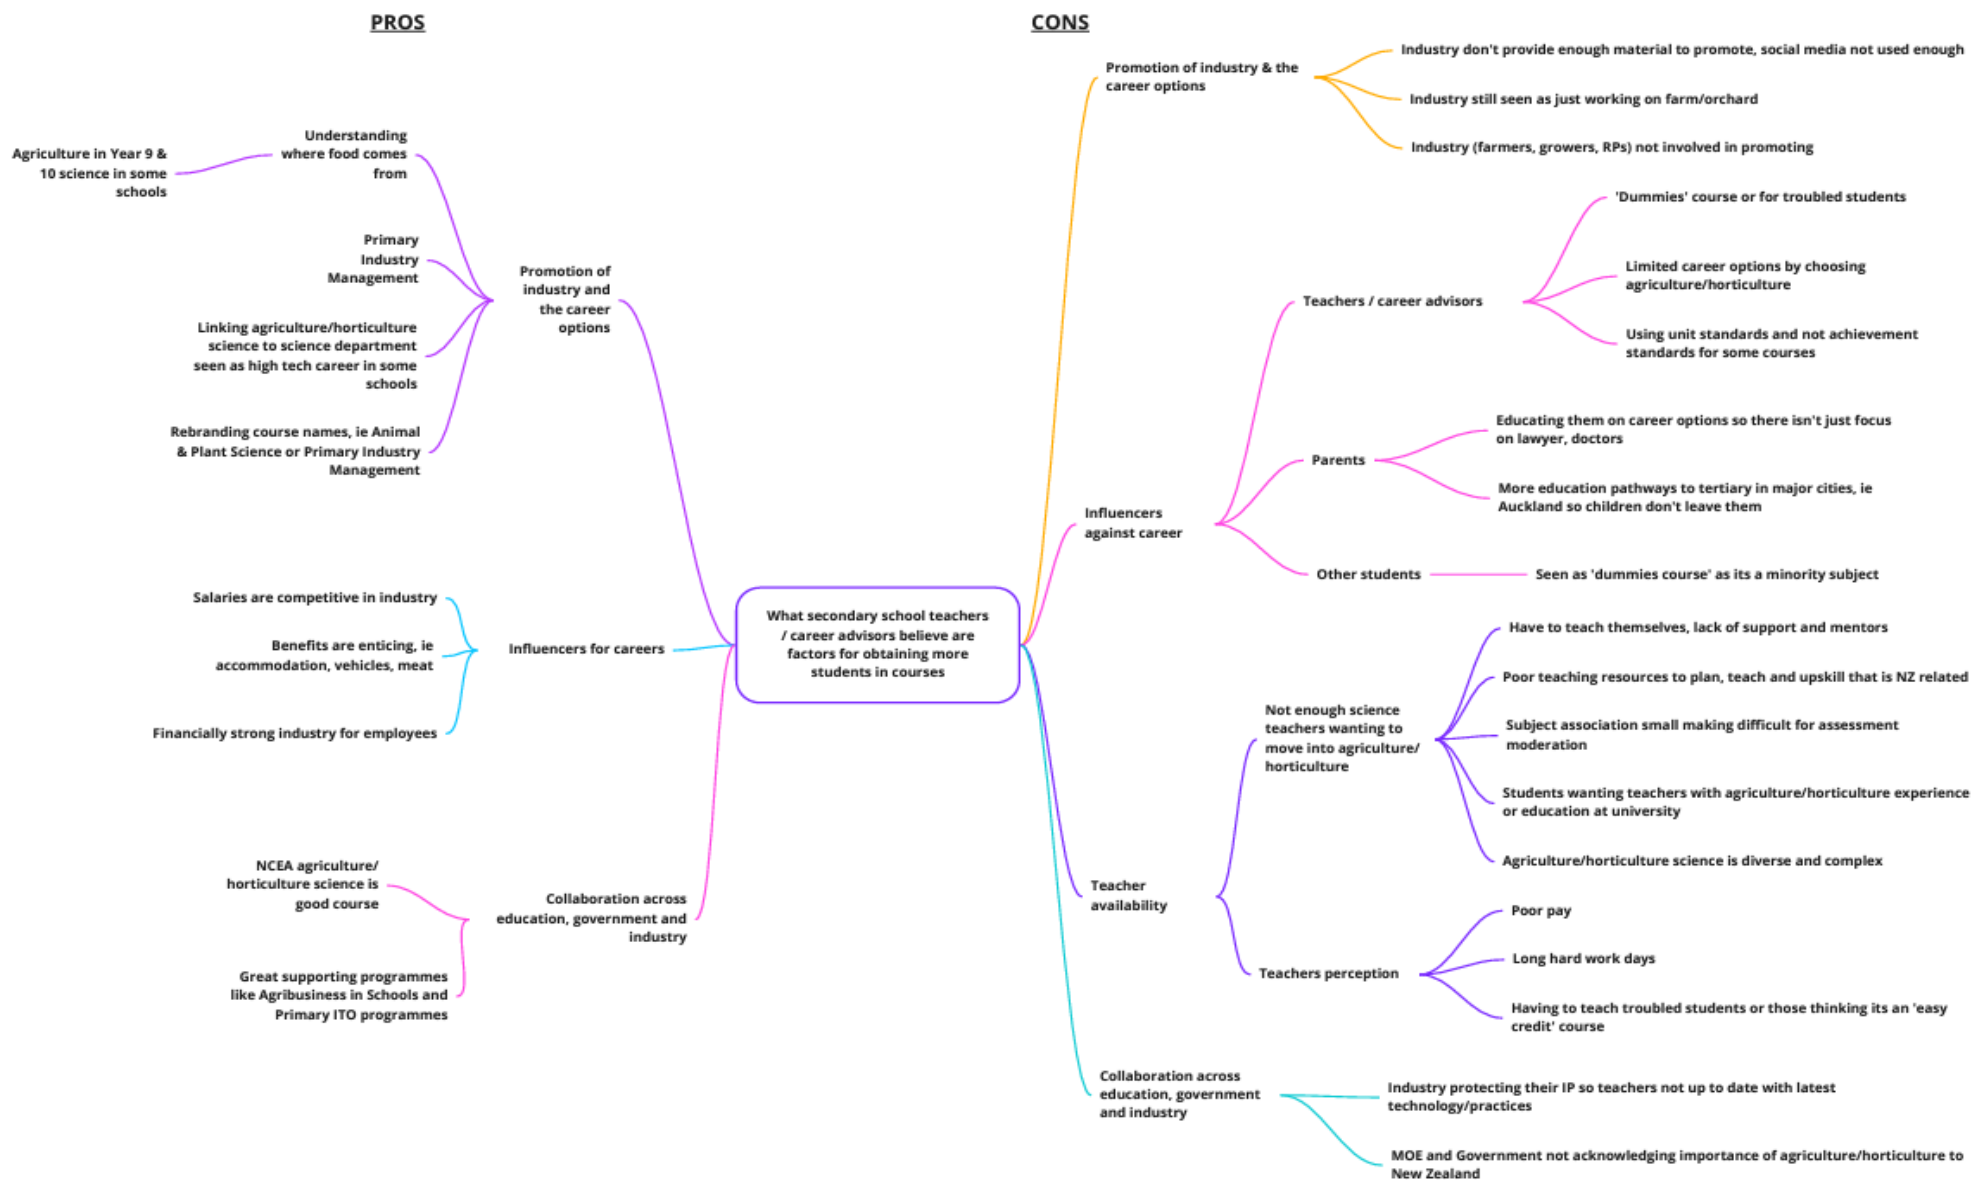 PROS
Understanding
where food comes
from
Agriculture in Year 9 &
10 science in some
schools
Primary
Industry
Management
Linking agriculture/horticulture
science to science department
seen as high tech career in some
schools
Rebranding course names, ie Animal
& Plant Science or Primary Industry
Management
Promotion of
industry and
the career
options
Salaries are competitive in industry
Benefits are enticing, ie
accommodation, vehicles, meat
Financially strong industry for employees
Influencers for careers
NCEA agriculture/
horticulture science is
good course
Great supporting programmes
like Agribusiness in Schools and
Primary ITO programmes
Collaboration across
education, government and
industry
What secondary school teachers
/ career advisors believe are
factors for obtaining more
students in courses
CONS
Promotion of industry & the
career options
Industry don't provide enough material to promote, social media not used enough
Industry still seen as just working on farm/orchard
Industry (farmers, growers, RPs) not involved in promoting
Influencers
against career
Teachers / career advisors
'Dummies' course or for troubled students
Limited career options by choosing
agriculture/horticulture
Using unit standards and not achievement
standards for some courses
Parents
Educating them on career options so there isn't just focus
on lawyer, doctors
More education pathways to tertiary in major cities, ie
Auckland so children don't leave them
Other students
Seen as 'dummies course' as its a minority subject
Teacher
availability
Not enough science
teachers wanting to
move into agriculture/
horticulture
Have to teach themselves, lack of support and mentors
Poor teaching resources to plan, teach and upskill that is NZ related
Subject association small making difficult for assessment
moderation
Students wanting teachers with agriculture/horticulture experience
or education at university
Agriculture/horticulture science is diverse and complex
Teachers perception
Poor pay
Long hard work days
Having to teach troubled students or those thinking its an 'easy
credit' course
Collaboration across
education, government
and industry
Industry protecting their IP so teachers not up to date with latest
technology/practices
MOE and Government not acknowledging importance of agriculture/horticulture to
New Zealand